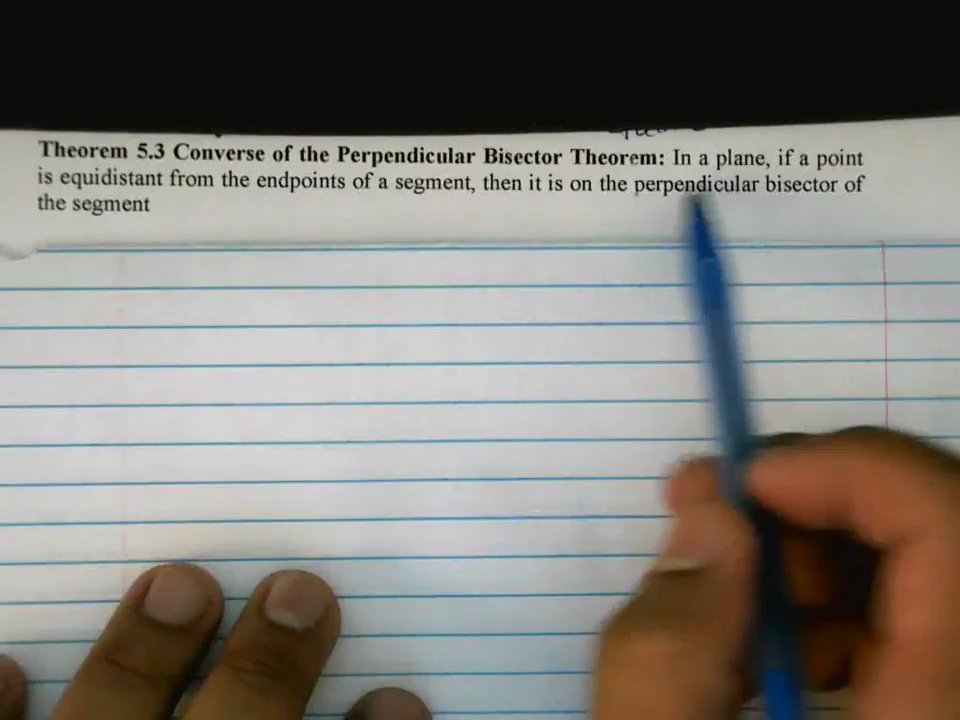 Theorem 5.3 Converse of the Perpendicular Bisector Theorem: In a plane, if a point
is equidistant from the endpoints of a segment, then it is on the perpendicular bisector of
the segment